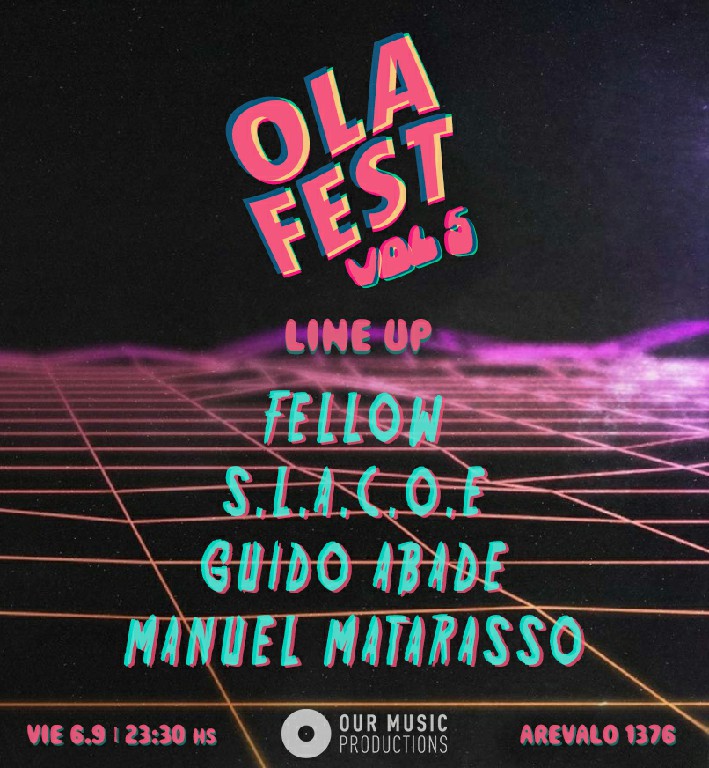 OLA
FEST
VOL 5
LINE UP
FELLOW
S.L.A.C.O.E
GUIDO ABADE
MANUEL MATARASSO
VIE 6.9 | 23:30 HS
OUR MUSIC
PRODUCTIONS
AREVALO 1376